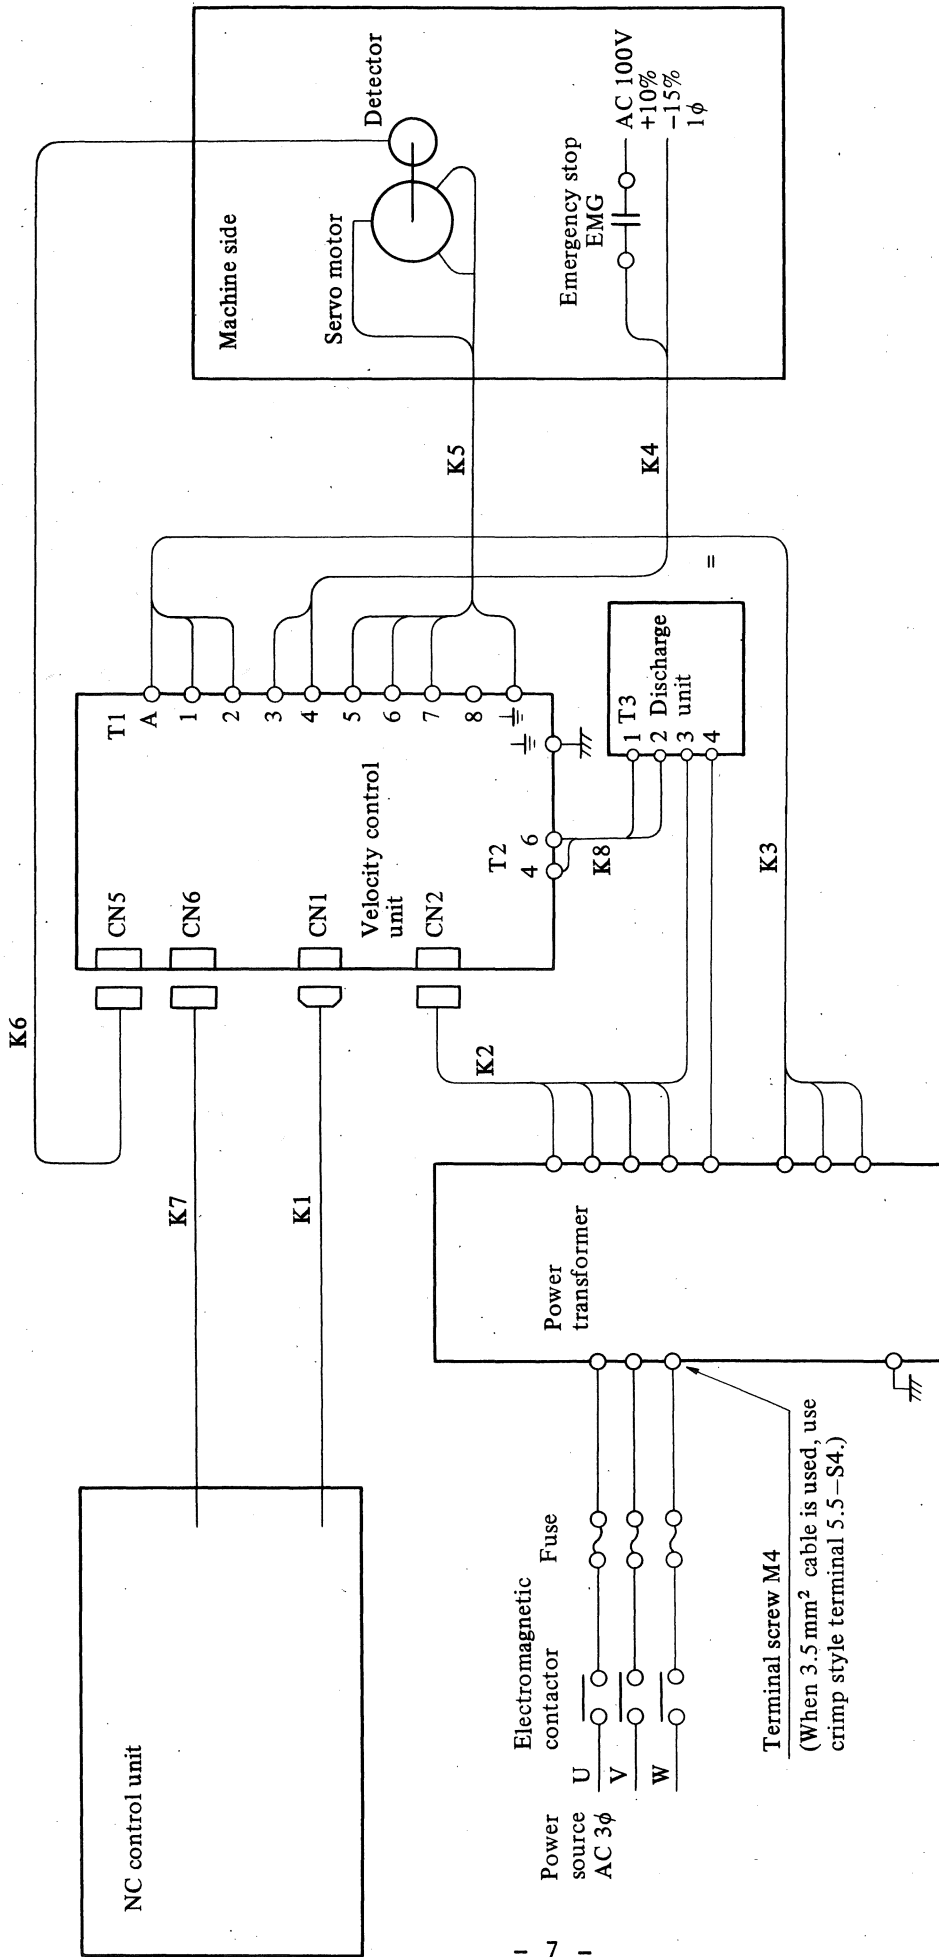 NC control unit
K7
K1
K6
CN5
CN6
CN1
CN2
Velocity control
unit
T1
A
1
2
3
4
5
6
7
8
T2
4 6
K8
K2
K5
K4
K3
Machine side
Servo motor
Detector
Emergency stop
EMG
AC 100V
+10%
−15%
1ϕ
T3
Discharge
unit
1
2
3
4
Power
transformer
Power
source
AC 3ϕ
U
V
W
Electromagnetic
contactor
Fuse
Terminal screw M4
(When 3.5 mm² cable is used, use
crimp style terminal 5.5−S4.)
– 7 –